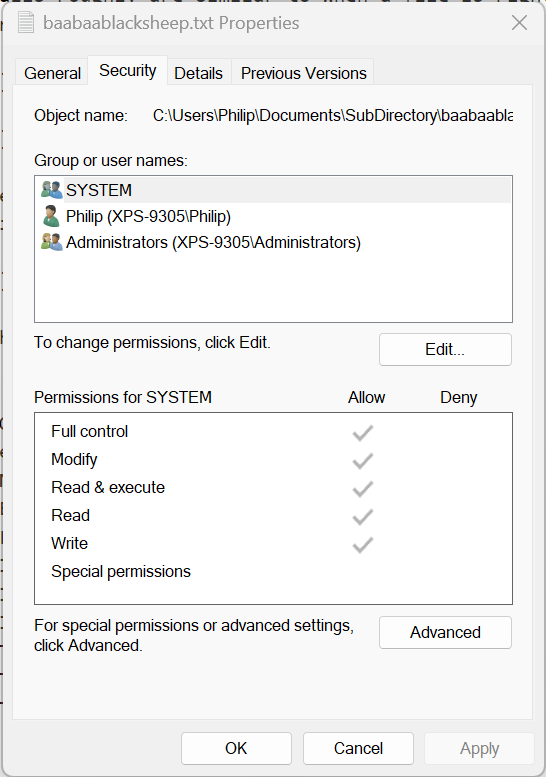 baabaablacksheep.txt Properties
General Security Details Previous Versions
Object name: C:\Users\Philip\Documents\SubDirectory\baabaabla
Group or user names:
SYSTEM
Philip (XPS-9305\Philip)
Administrators (XPS-9305\Administrators)
To change permissions, click Edit.
Edit...
Permissions for SYSTEM Allow Deny
Full control
Modify
Read & execute
Read
Write
Special permissions
For special permissions or advanced settings,
click Advanced.
Advanced
OK Cancel Apply